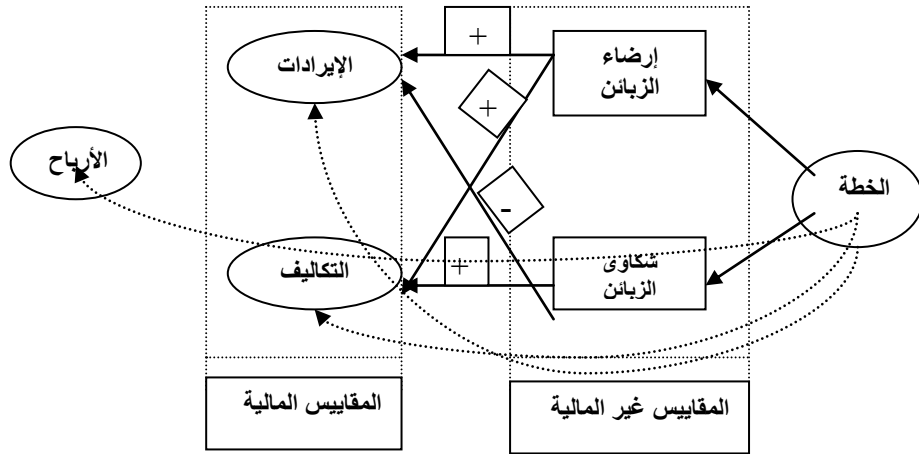 +
إرضاء
الزبائن
الإيرادات
+
الأرباح
الخطة
-
شكاوى
الزبائن
+
التكاليف
المقاييس غير المالية
المقاييس المالية